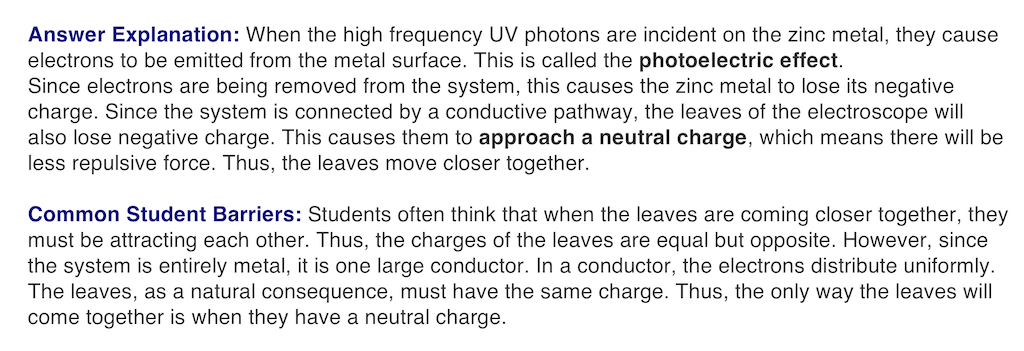 Answer Explanation: When the high frequency UV photons are incident on the zinc metal, they cause
electrons to be emitted from the metal surface. This is called the photoelectric effect.
Since electrons are being removed from the system, this causes the zinc metal to lose its negative
charge. Since the system is connected by a conductive pathway, the leaves of the electroscope will
also lose negative charge. This causes them to approach a neutral charge, which means there will be
less repulsive force. Thus, the leaves move closer together.
Common Student Barriers: Students often think that when the leaves are coming closer together, they
must be attracting each other. Thus, the charges of the leaves are equal but opposite. However, since
the system is entirely metal, it is one large conductor. In a conductor, the electrons distribute uniformly.
The leaves, as a natural consequence, must have the same charge. Thus, the only way the leaves will
come together is when they have a neutral charge.